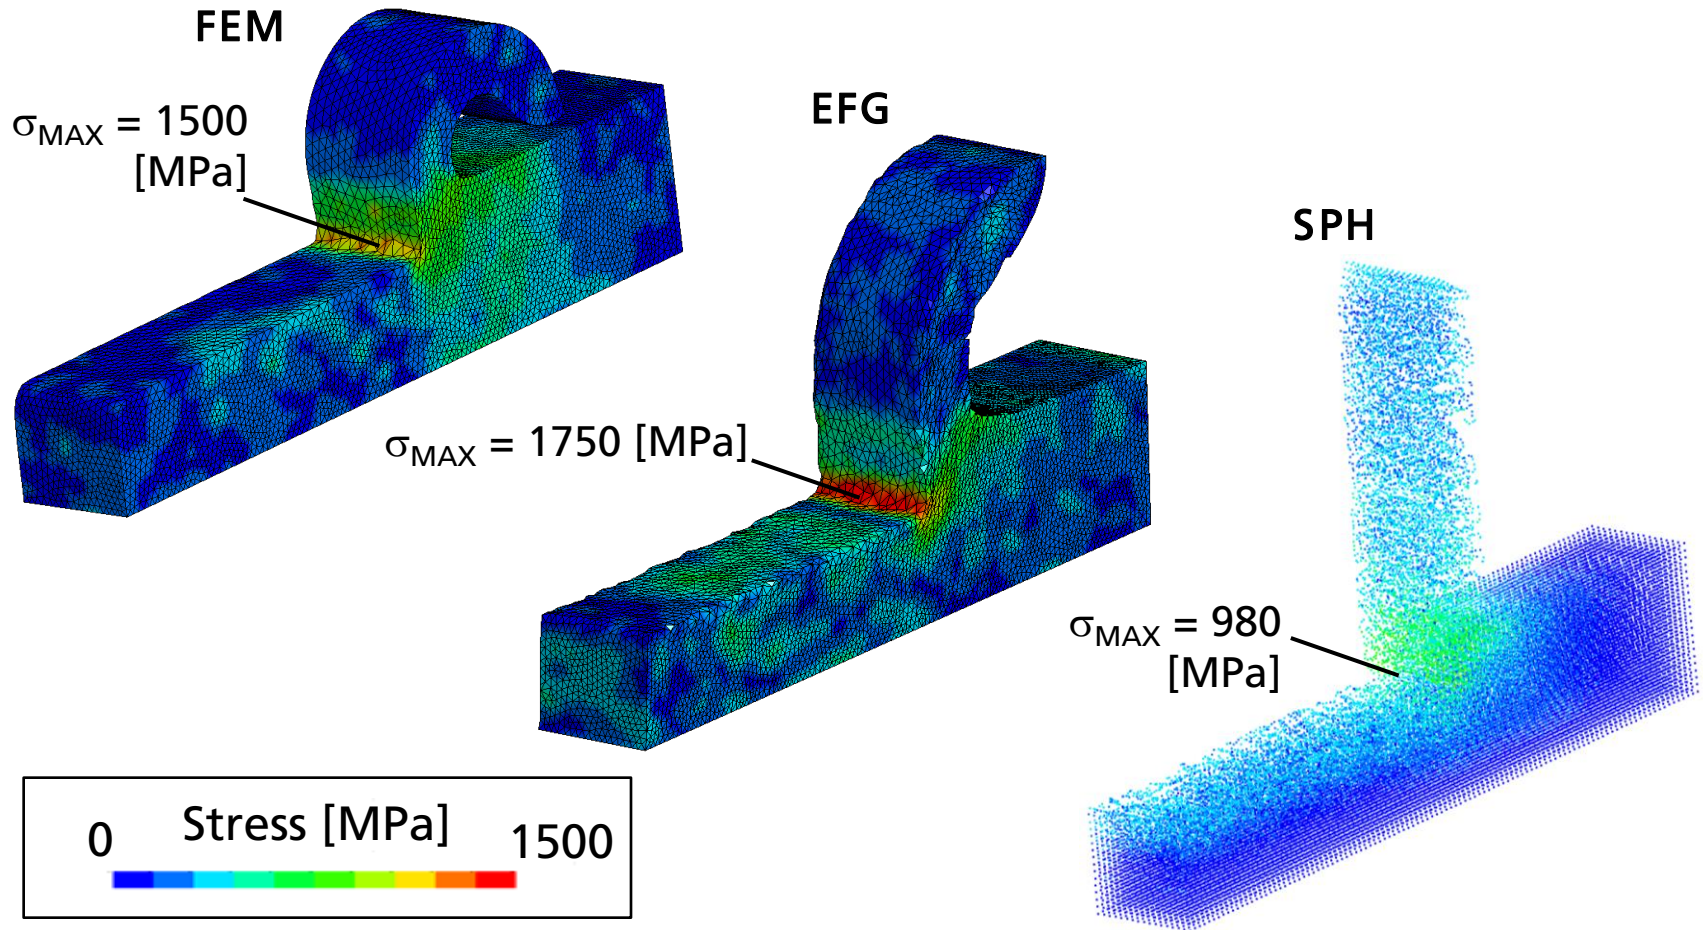 FEM
σMAX = 1500
[MPa]
EFG
SPH
σMAX = 1750 [MPa]
σMAX = 980
[MPa]
Stress [MPa]
0
1500